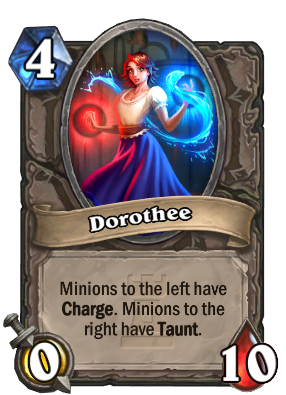 4
Dorothee
Minions to the left have
Charge. Minions to the
right have Taunt.
0
10